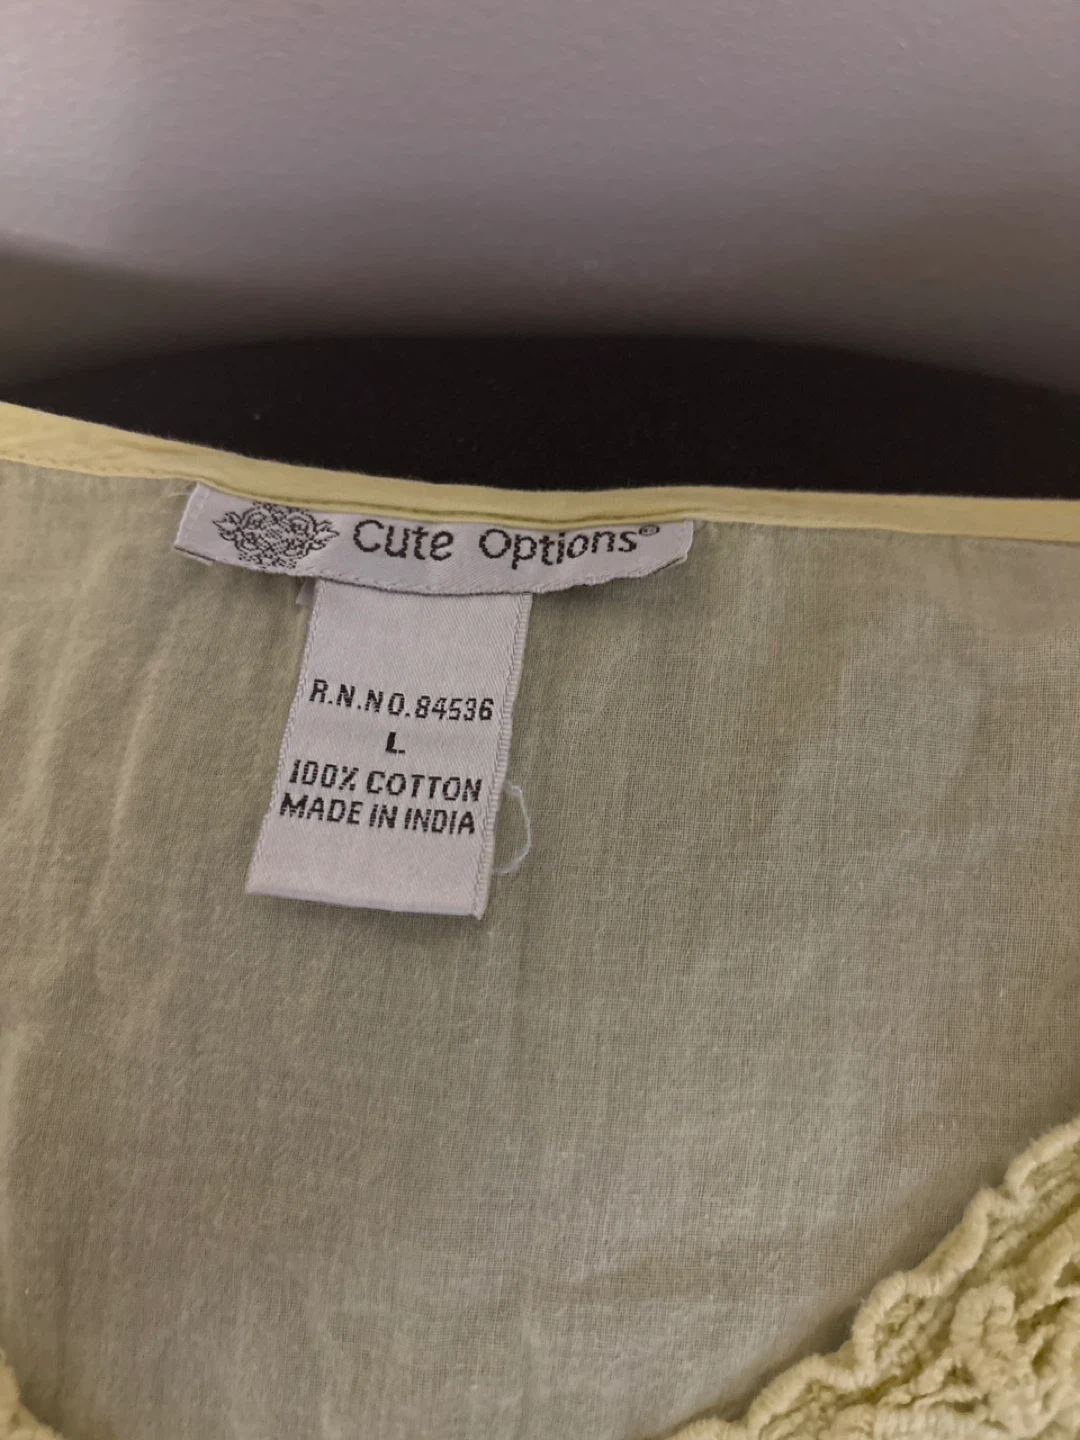 Cute Options®
R.N.NO.84536
L
100% COTTON
MADE IN INDIA